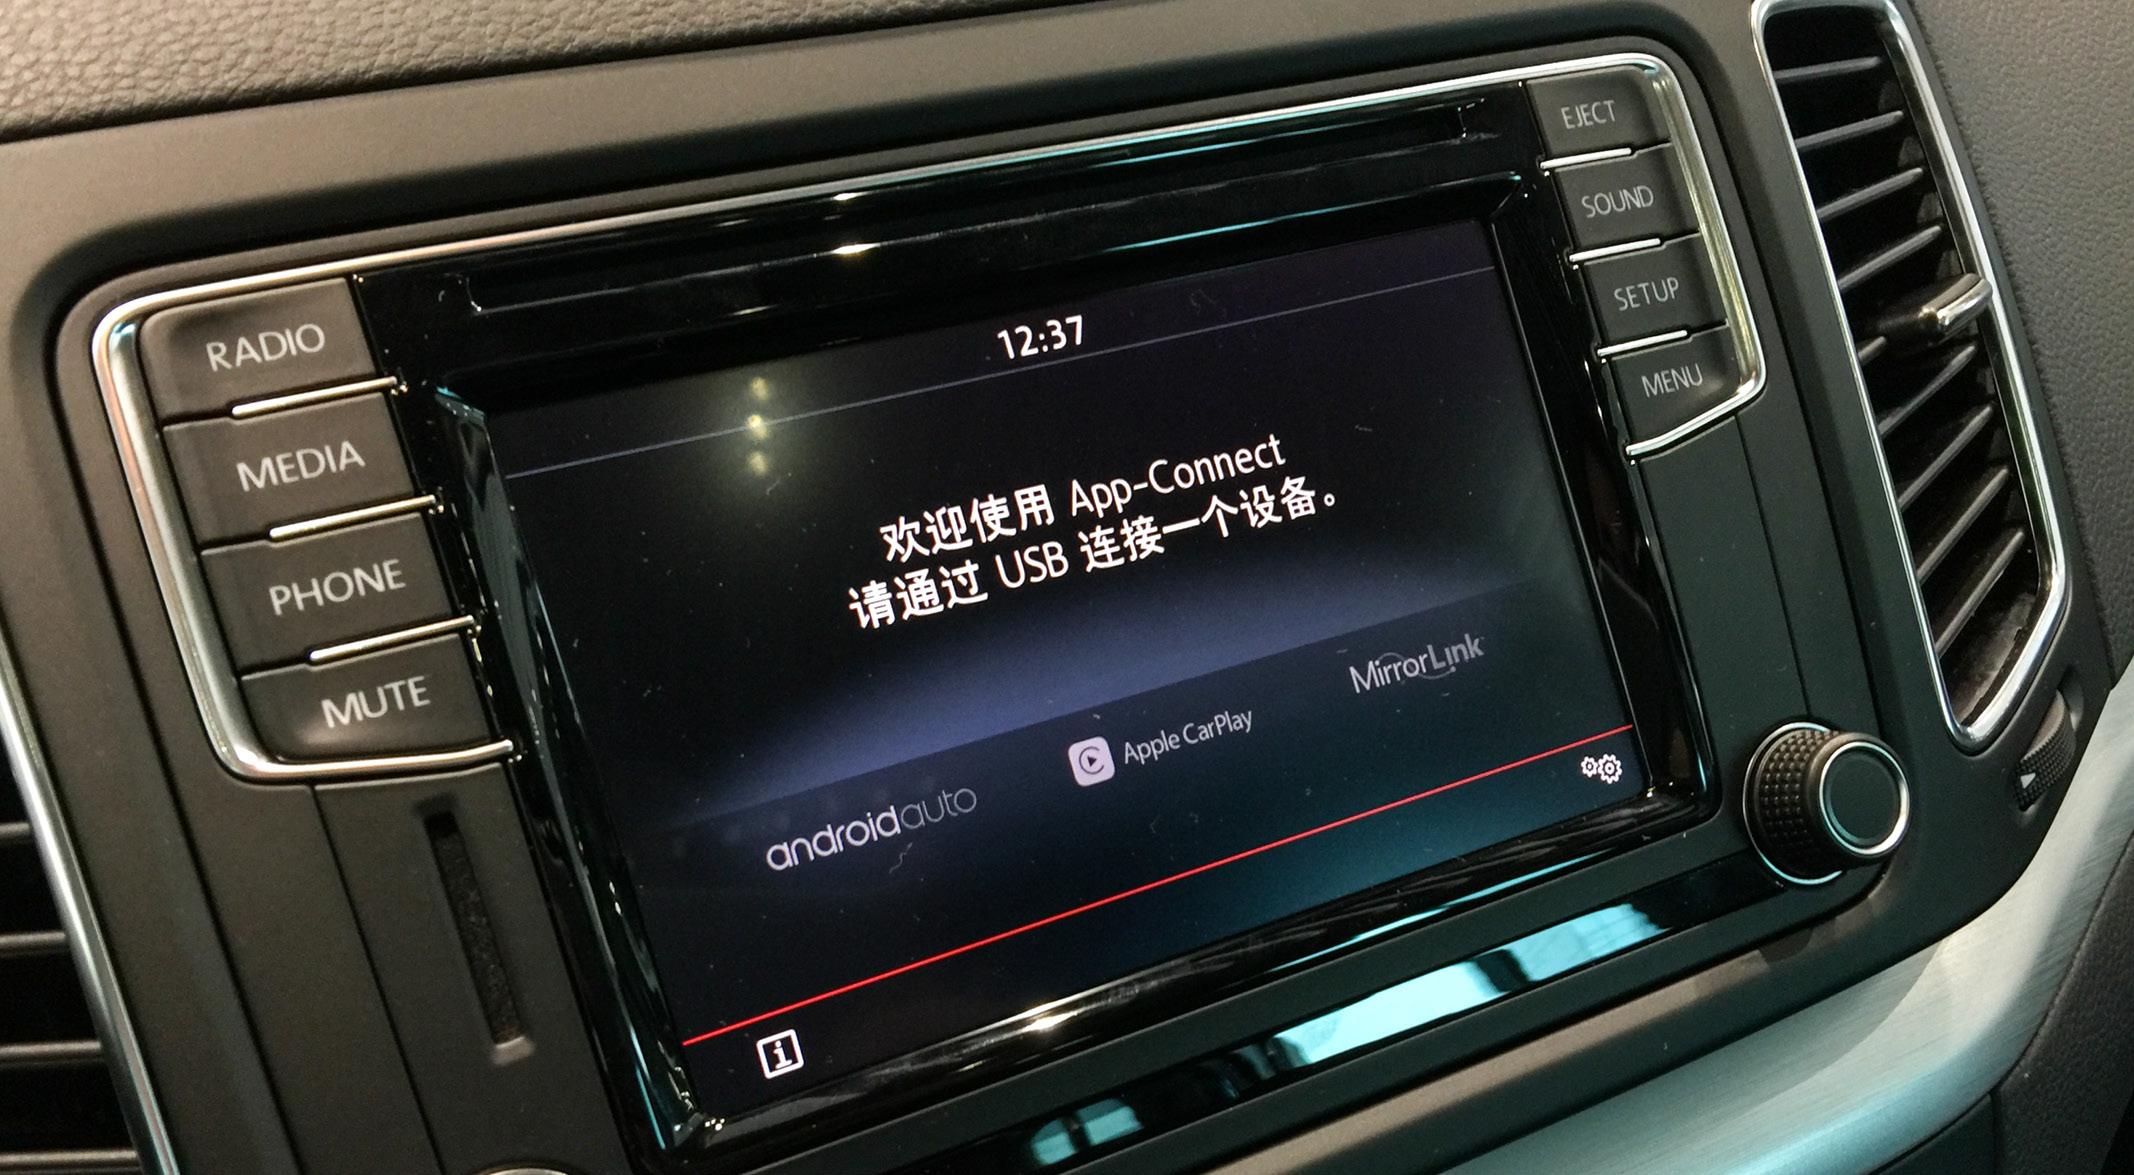 RADIO
MEDIA
PHONE
MUTE
12:37
欢迎使用 App-Connect
请通过 USB 连接一个设备。
androidauto
Apple CarPlay
MirrorLink
i
EJECT
SOUND
SETUP
MENU